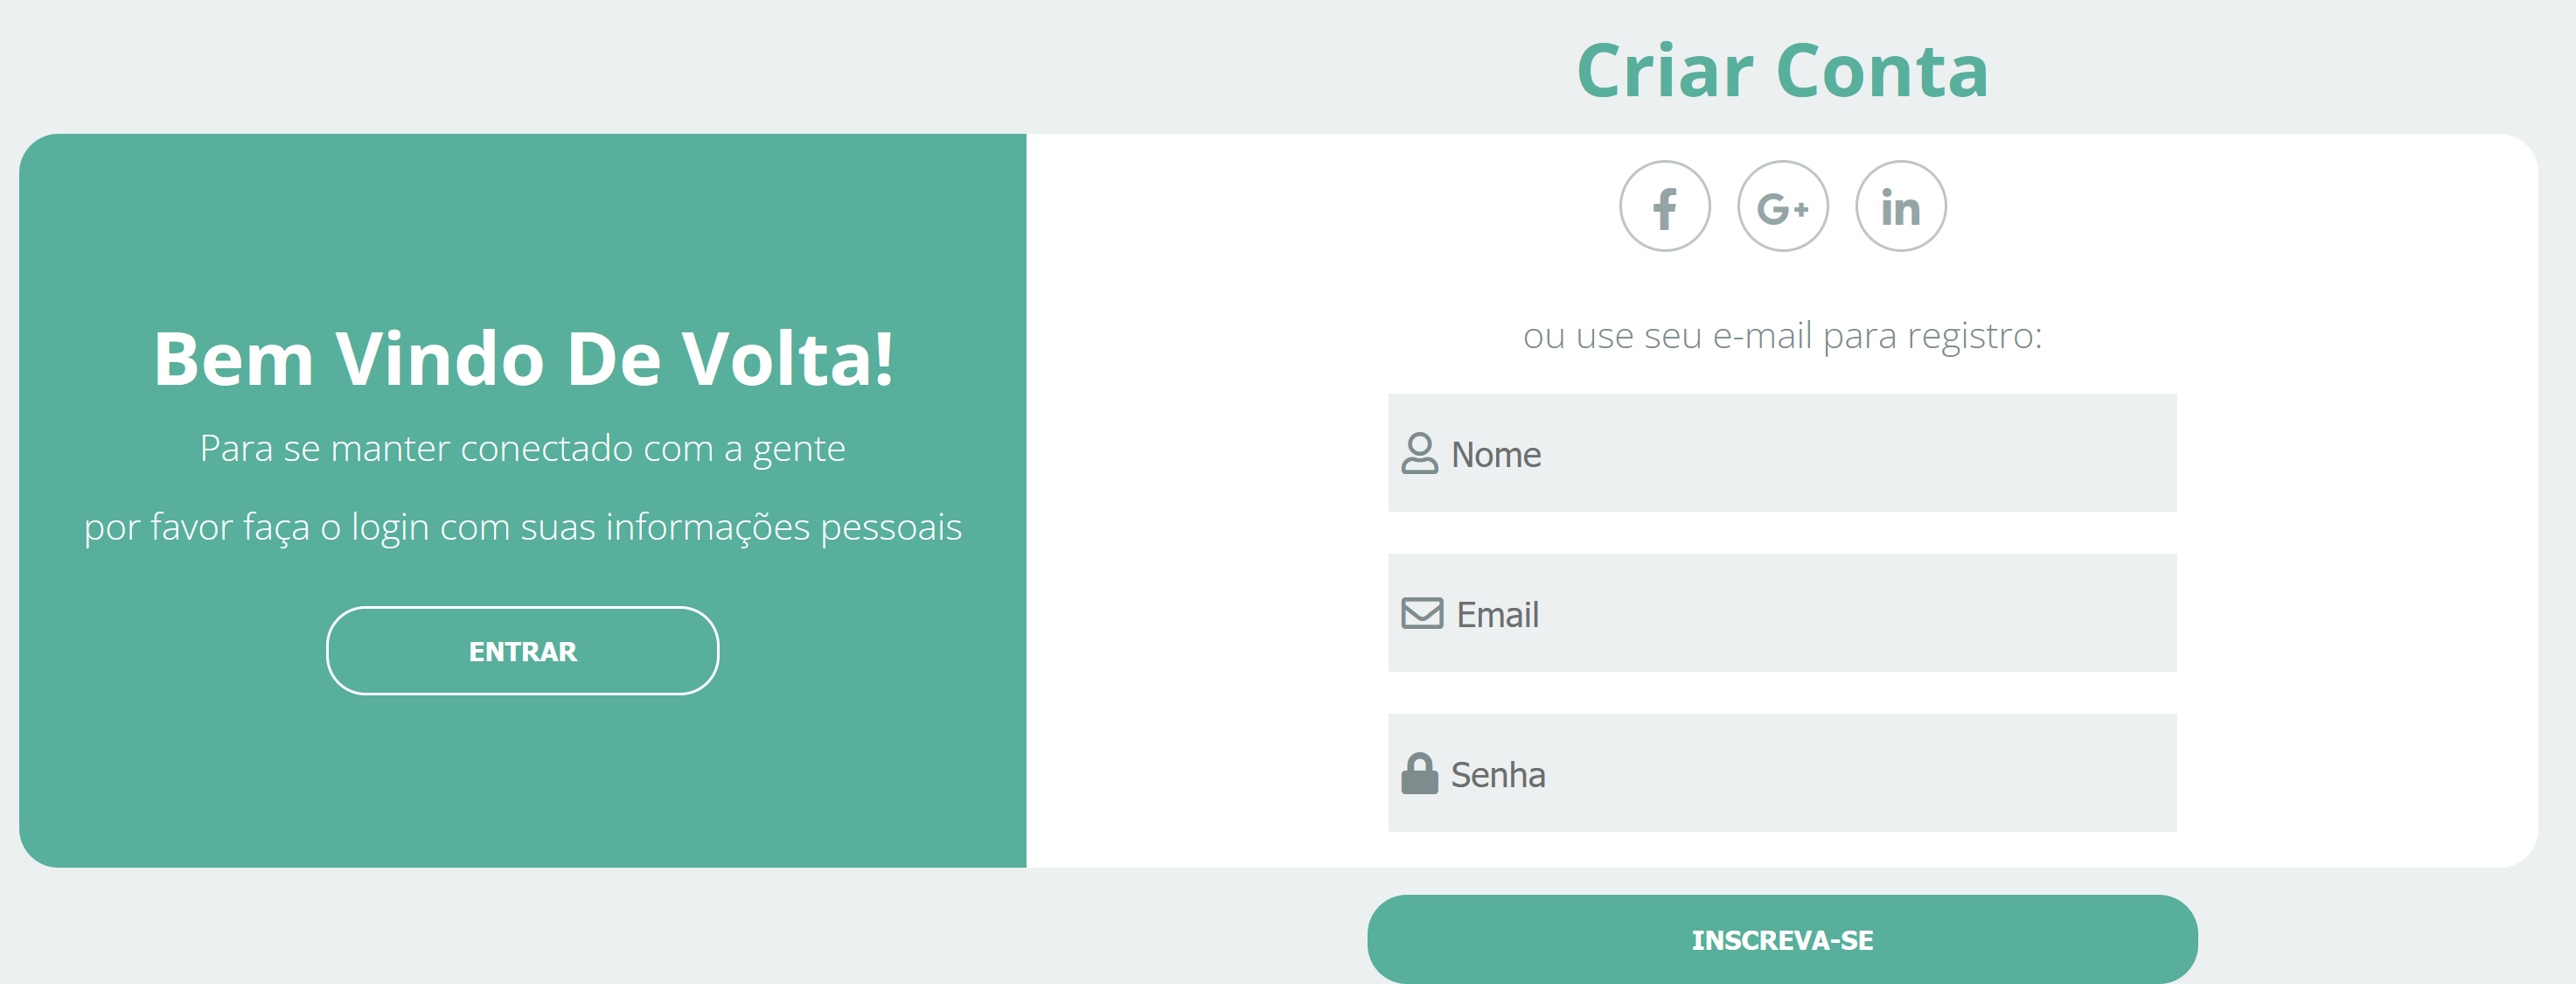 Criar Conta
G+
in
Bem Vindo De Volta!
Para se manter conectado com a gente
por favor faça o login com suas informações pessoais
ENTRAR
ou use seu e-mail para registro:
Nome
Email
Senha
INSCREVA-SE